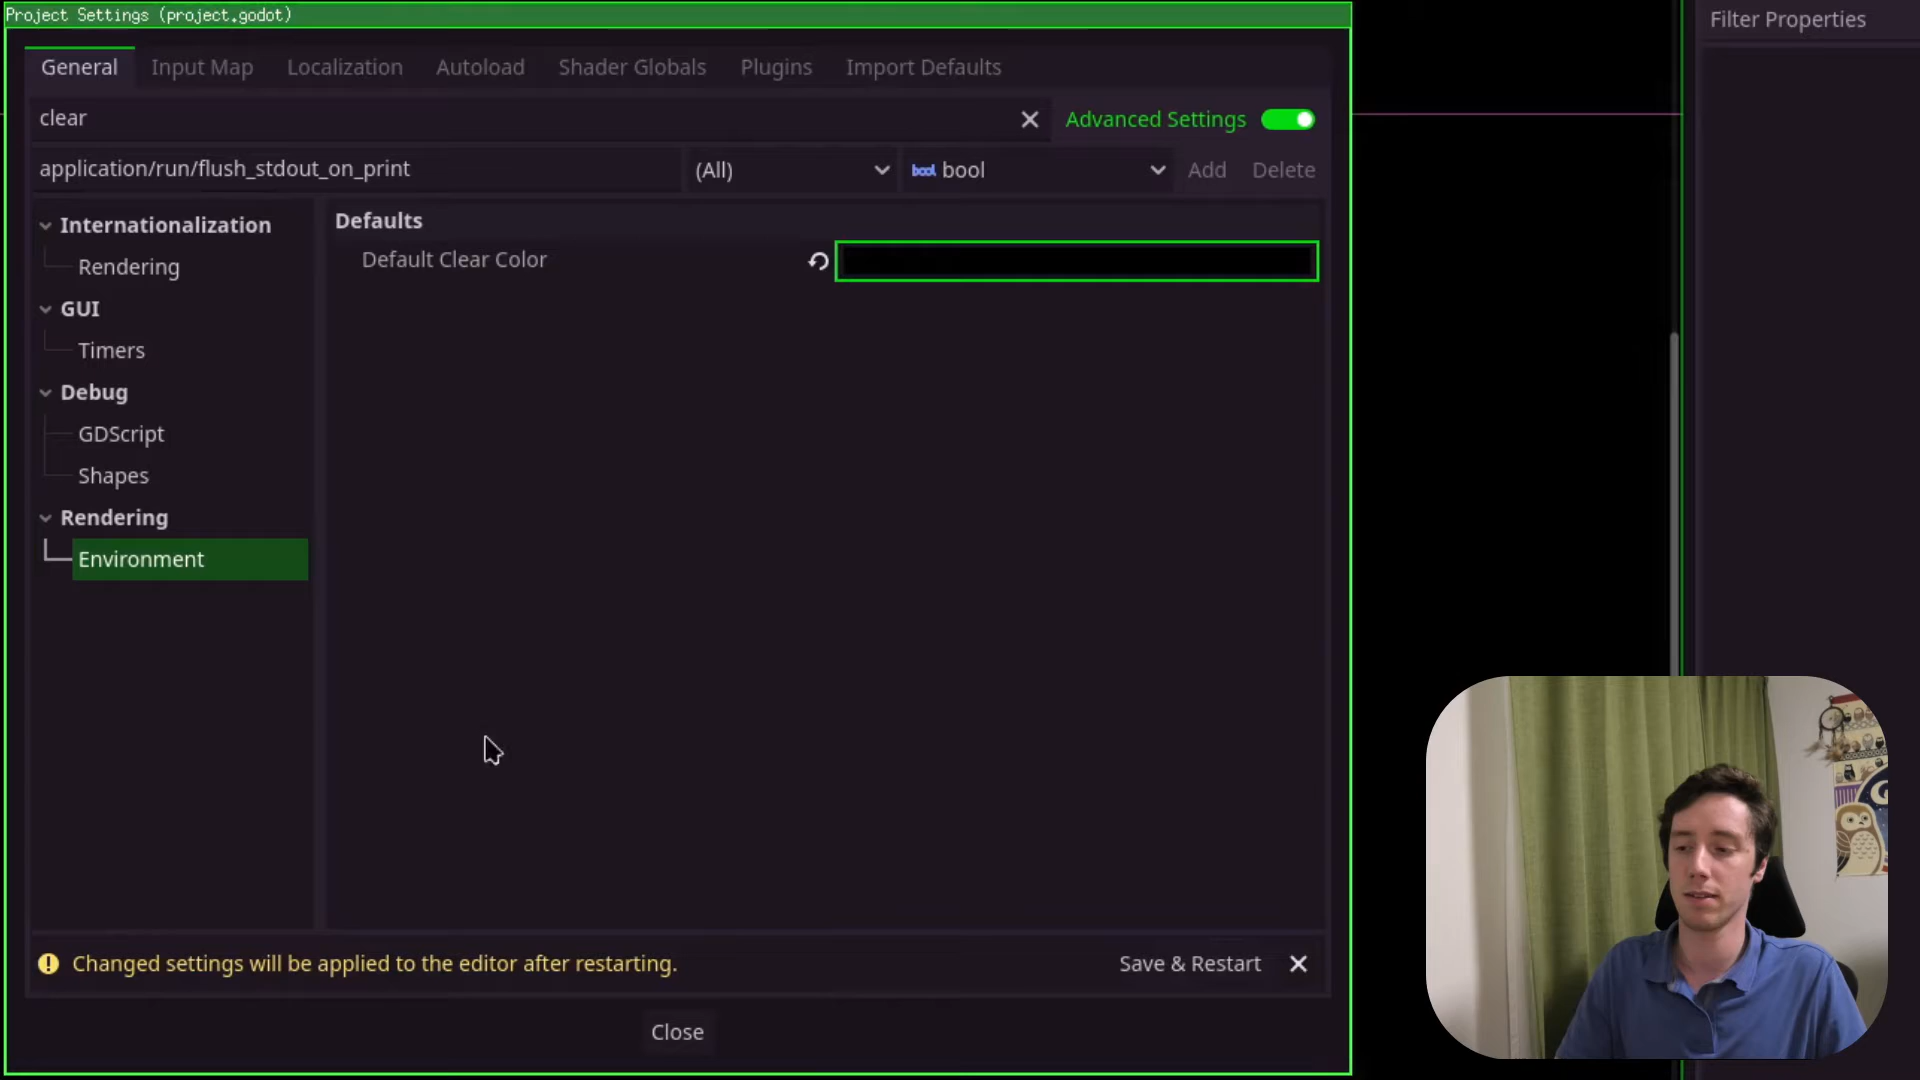 Project Settings (project.godot)
Filter Properties
General Input Map Localization Autoload Shader Globals Plugins Import Defaults
clear
Advanced Settings
application/run/flush_stdout_on_print
(All)
bool bool
Add Delete
Internationalization
Rendering
GUI
Timers
Debug
GDScript
Shapes
Rendering
Environment
Defaults
Default Clear Color
Changed settings will be applied to the editor after restarting.
Save & Restart
Close